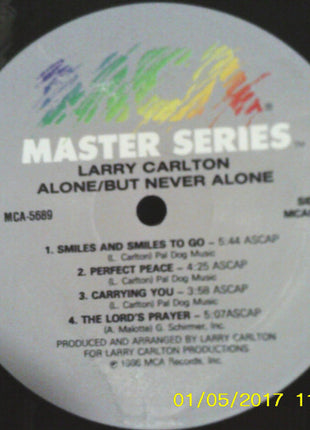 MCA
®
MASTER SERIES™
LARRY CARLTON
ALONE/BUT NEVER ALONE
MCA-5689
1. SMILES AND SMILES TO GO – 5:44 ASCAP
(L. Carlton) Pal Dog Music
2. PERFECT PEACE – 4:25 ASCAP
(L. Carlton) Pal Dog Music
3. CARRYING YOU – 3:58 ASCAP
(L. Carlton) Pal Dog Music
4. THE LORD'S PRAYER – 5:07 ASCAP
(A. Malotte) G. Schirmer, Inc.
PRODUCED AND ARRANGED BY LARRY CARLTON
FOR LARRY CARLTON PRODUCTIONS
©1986 MCA Records, Inc.
01/05/2017